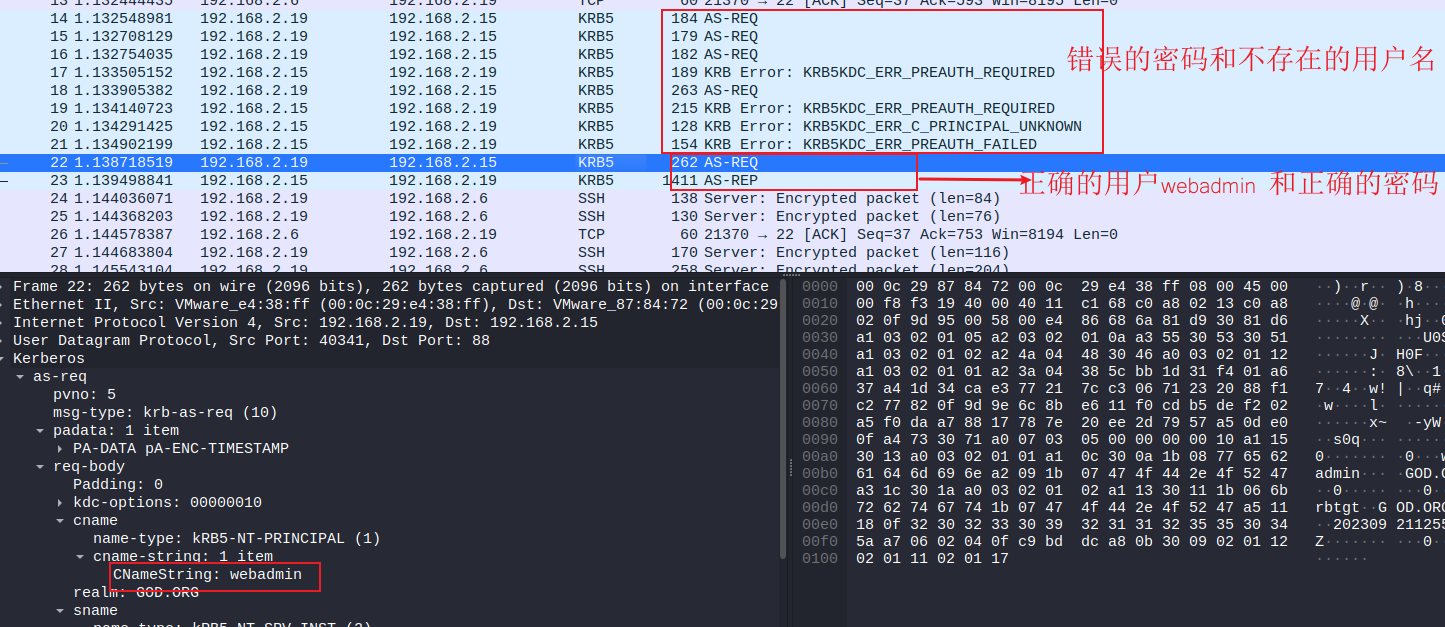 13 1.132444435 192.168.2.6 192.168.2.19 TCP 60 21370 → 22 [ACK] Seq=37 Ack=593 Win=8195 Len=0
14 1.132548981 192.168.2.19 192.168.2.15 KRB5 184 AS-REQ
15 1.132708129 192.168.2.19 192.168.2.15 KRB5 179 AS-REQ
16 1.132754035 192.168.2.19 192.168.2.15 KRB5 182 AS-REQ
17 1.133505152 192.168.2.15 192.168.2.19 KRB5 189 KRB Error: KRB5KDC_ERR_PREAUTH_REQUIRED
18 1.133905382 192.168.2.19 192.168.2.15 KRB5 263 AS-REQ
19 1.134140723 192.168.2.15 192.168.2.19 KRB5 215 KRB Error: KRB5KDC_ERR_PREAUTH_REQUIRED
20 1.134291425 192.168.2.15 192.168.2.19 KRB5 128 KRB Error: KRB5KDC_ERR_C_PRINCIPAL_UNKNOWN
21 1.134902199 192.168.2.15 192.168.2.19 KRB5 154 KRB Error: KRB5KDC_ERR_PREAUTH_FAILED
错误的密码和不存在的用户名
22 1.138718519 192.168.2.19 192.168.2.15 KRB5 262 AS-REQ
23 1.139498841 192.168.2.15 192.168.2.19 KRB5 1411 AS-REP
正确的用户webadmin 和正确的密码
24 1.144036071 192.168.2.19 192.168.2.6 SSH 138 Server: Encrypted packet (len=84)
25 1.144368203 192.168.2.19 192.168.2.6 SSH 130 Server: Encrypted packet (len=76)
26 1.144578387 192.168.2.6 192.168.2.19 TCP 60 21370 → 22 [ACK] Seq=37 Ack=753 Win=8194 Len=0
27 1.144683804 192.168.2.19 192.168.2.6 SSH 170 Server: Encrypted packet (len=116)
28 1.145543104 192.168.2.19 192.168.2.6 SSH 258 Server: Encrypted packet (len=204)
Frame 22: 262 bytes on wire (2096 bits), 262 bytes captured (2096 bits) on interface
Ethernet II, Src: VMware_e4:38:ff (00:0c:29:e4:38:ff), Dst: VMware_87:84:72 (00:0c:29
Internet Protocol Version 4, Src: 192.168.2.19, Dst: 192.168.2.15
User Datagram Protocol, Src Port: 40341, Dst Port: 88
Kerberos
as-req
pvno: 5
msg-type: krb-as-req (10)
padata: 1 item
PA-DATA pA-ENC-TIMESTAMP
req-body
Padding: 0
kdc-options: 00000010
cname
name-type: kRB5-NT-PRINCIPAL (1)
cname-string: 1 item
CNameString: webadmin
realm: GOD.ORG
sname
name-type: kRB5-NT-SRV-INST (2)
0000 00 0c 29 87 84 72 00 0c 29 e4 38 ff 08 00 45 00 ··)··r·· )·8·
0010 00 f8 f3 19 40 00 40 11 c1 68 c0 a8 02 13 c0 a8 ····@·@· ·h··
0020 02 0f 9d 95 00 58 00 e4 86 68 6a 81 d9 30 81 d6 ·····X·· ·hj·0
0030 a1 03 02 01 05 a2 03 02 01 0a a3 55 30 53 30 51 ········ ···U0S
0040 a1 03 02 01 02 a2 4a 04 48 30 46 a0 03 02 01 12 ······J· H0F·
0050 a1 03 02 01 01 a2 3a 04 38 5c bb 1d 31 f4 01 a6 ······:· 8\··1
0060 37 a4 1d 34 ca e3 77 21 7c c3 06 71 23 20 88 f1 7··4··w! |··q#
0070 c2 77 82 0f 9d 9e 6c 8b e6 11 f0 cd b5 de f2 02 ·w····l· ·····
0080 a5 f0 da a7 88 17 78 7e 20 ee 2d 79 57 a5 0d e0 ······x~ ·-yW
0090 0f a4 73 30 71 a0 07 03 05 00 00 00 00 10 a1 15 ··s0q··· ·····
00a0 30 13 a0 03 02 01 01 a1 0c 30 0a 1b 08 77 65 62 0······· ·0···w
00b0 61 64 6d 69 6e a2 09 1b 07 47 4f 44 2e 4f 52 47 admin··· ·GOD.O
00c0 a3 1c 30 1a a0 03 02 01 02 a1 13 30 11 1b 06 6b ··0····· ···0·
00d0 72 62 74 67 74 1b 07 47 4f 44 2e 4f 52 47 a5 11 rbtgt··G OD.ORG
00e0 18 0f 32 30 32 33 30 39 32 31 31 32 35 35 30 34 ··202309 211255
00f0 5a a7 06 02 04 0f c9 bd dc a8 0b 30 09 02 01 12 Z······· ···0·
0100 02 01 11 02 01 17 ······